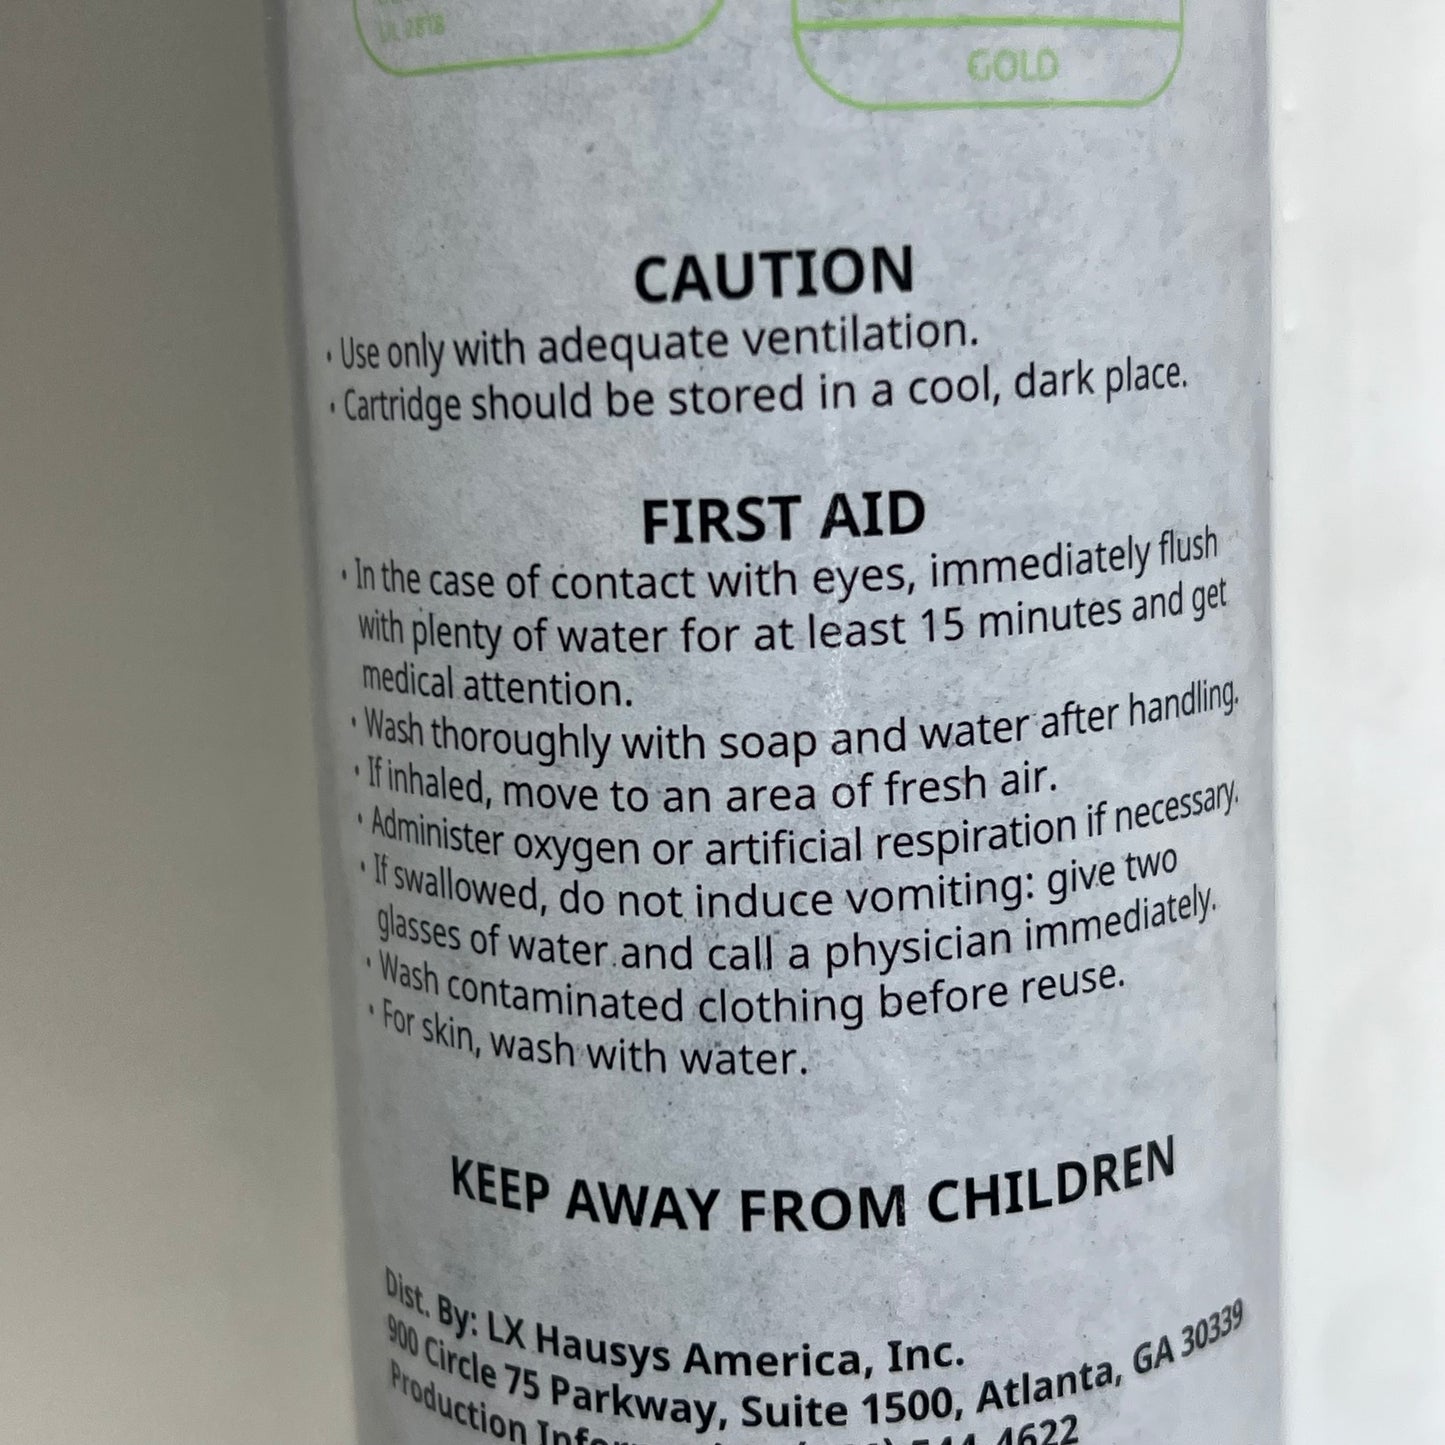 UL 2818
GOLD
CAUTION
· Use only with adequate ventilation.
· Cartridge should be stored in a cool, dark place.
FIRST AID
· In the case of contact with eyes, immediately flush
with plenty of water for at least 15 minutes and get
medical attention.
· Wash thoroughly with soap and water after handling.
· If inhaled, move to an area of fresh air.
· Administer oxygen or artificial respiration if necessary.
· If swallowed, do not induce vomiting: give two
glasses of water and call a physician immediately.
· Wash contaminated clothing before reuse.
· For skin, wash with water.
KEEP AWAY FROM CHILDREN
Dist. By: LX Hausys America, Inc.
900 Circle 75 Parkway, Suite 1500, Atlanta, GA 30339
Production 4622